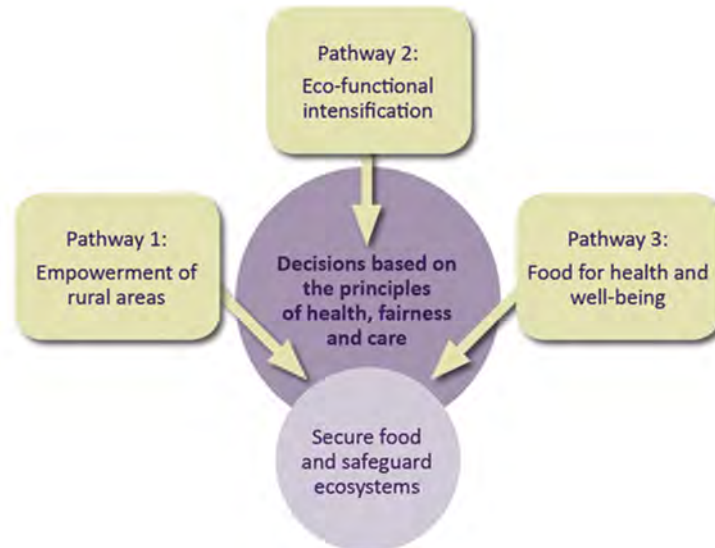 Pathway 2:
Eco-functional
intensification
Pathway 1:
Empowerment of
rural areas
Decisions based on
the principles
of health, fairness
and care
Pathway 3:
Food for health and
well-being
Secure food
and safeguard
ecosystems